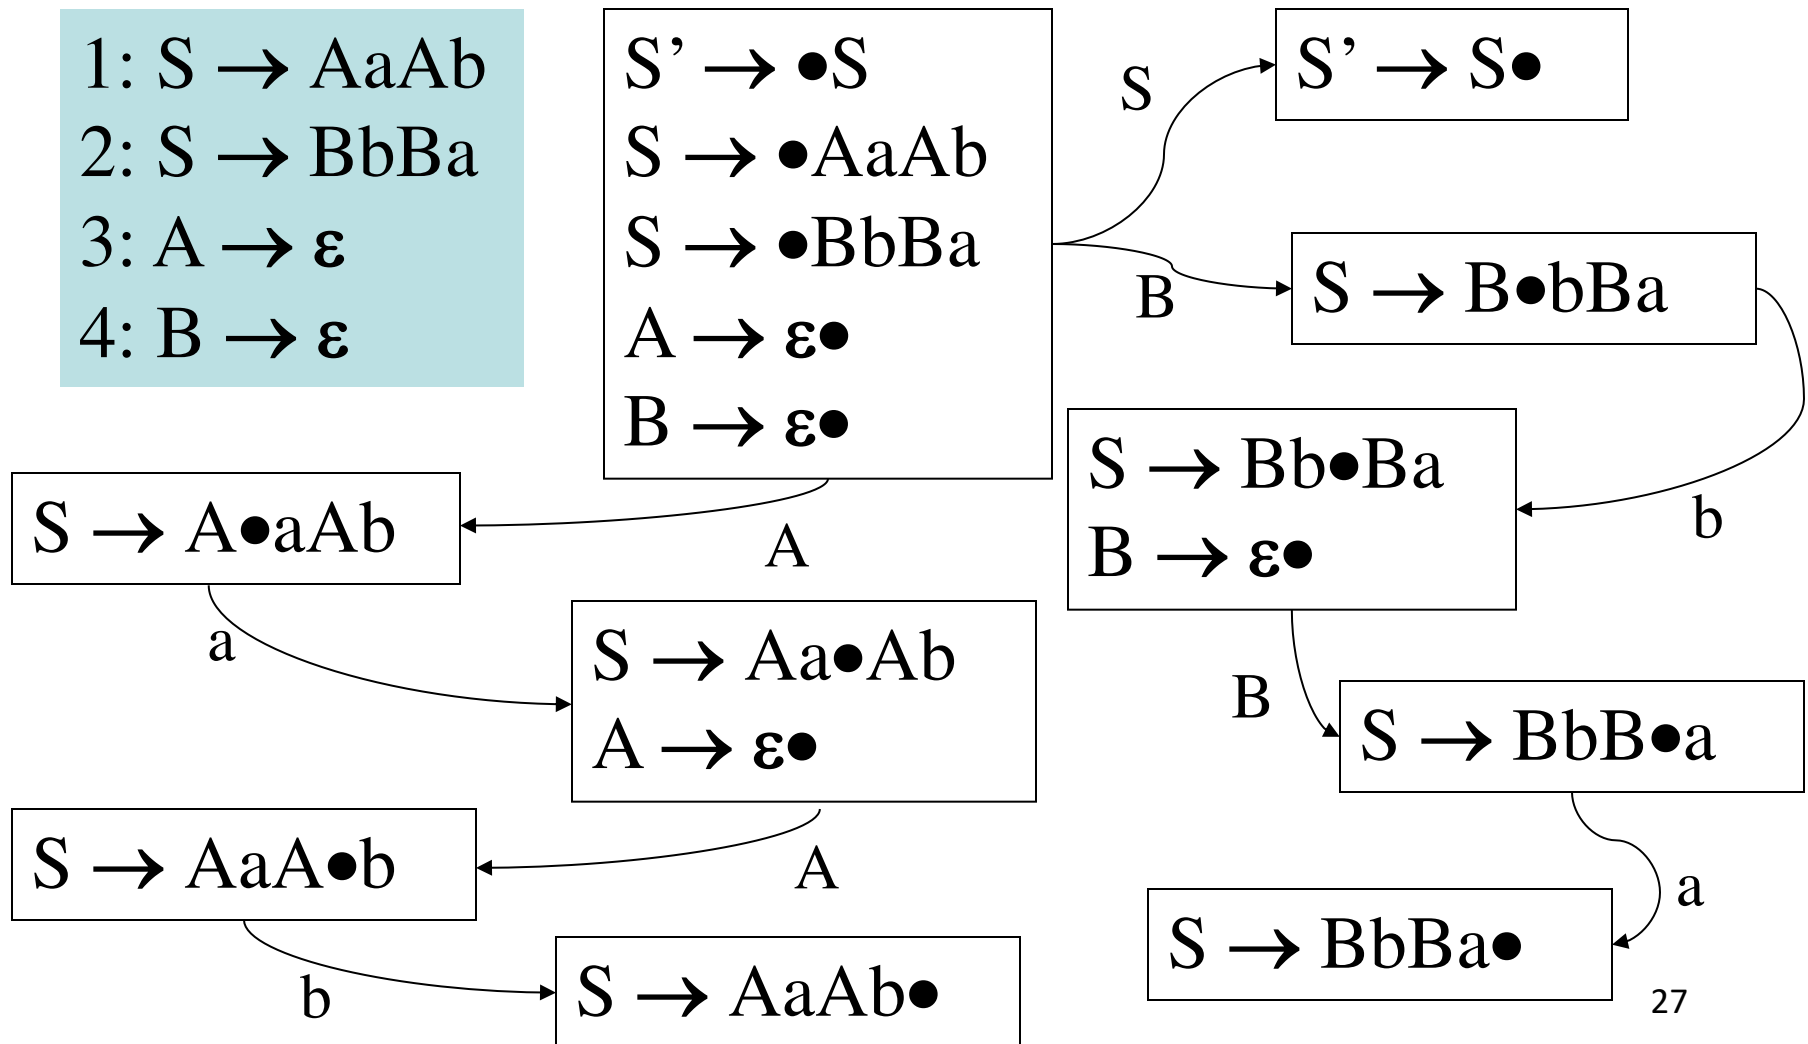 1: S → AaAb
2: S → BbBa
3: A → ε
4: B → ε
S’ → •S
S → •AaAb
S → •BbBa
A → ε•
B → ε•
S
S’ → S•
B
S → B•bBa
b
S → Bb•Ba
B → ε•
A
S → A•aAb
a
S → Aa•Ab
A → ε•
B
S → BbB•a
A
S → AaA•b
a
S → BbBa•
b
S → AaAb•
27